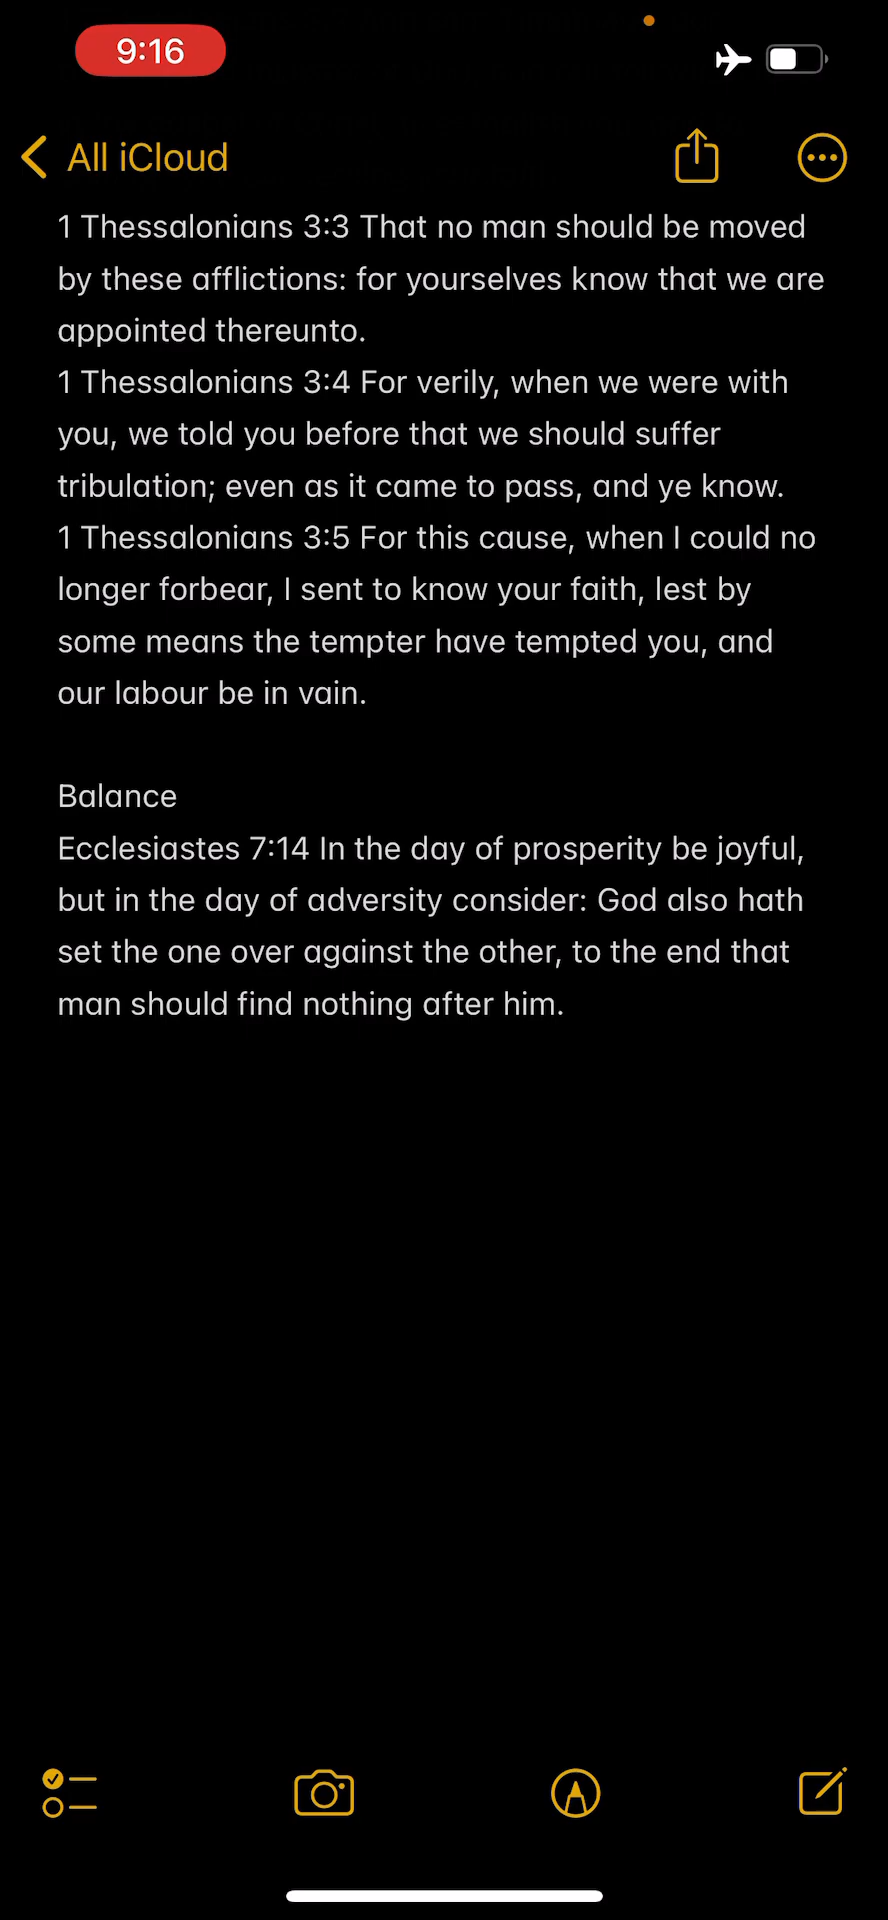 9:16
All iCloud
1 Thessalonians 3:3 That no man should be moved
by these afflictions: for yourselves know that we are
appointed thereunto.
1 Thessalonians 3:4 For verily, when we were with
you, we told you before that we should suffer
tribulation; even as it came to pass, and ye know.
1 Thessalonians 3:5 For this cause, when I could no
longer forbear, I sent to know your faith, lest by
some means the tempter have tempted you, and
our labour be in vain.
Balance
Ecclesiastes 7:14 In the day of prosperity be joyful,
but in the day of adversity consider: God also hath
set the one over against the other, to the end that
man should find nothing after him.